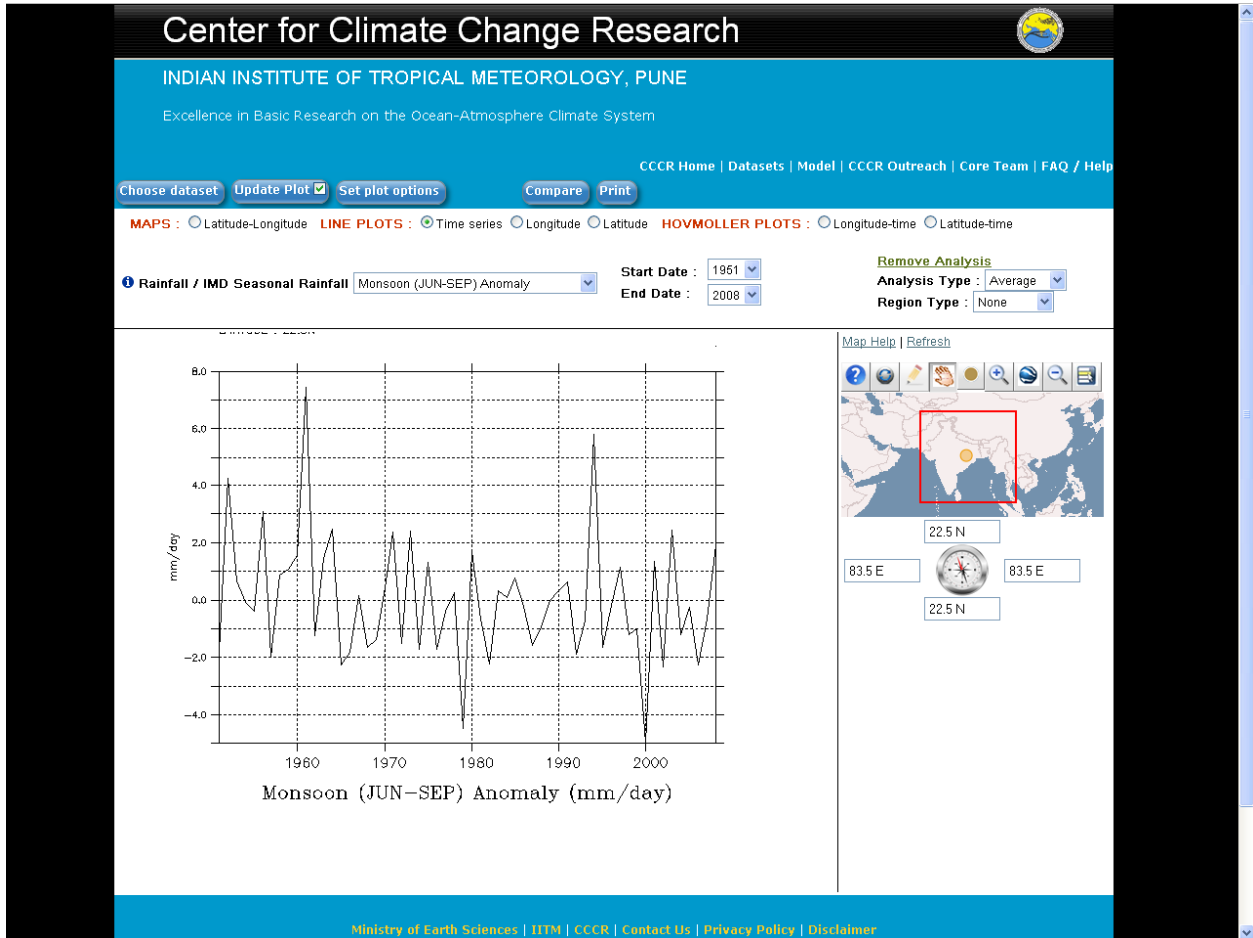 Center for Climate Change Research
INDIAN INSTITUTE OF TROPICAL METEOROLOGY, PUNE
Excellence in Basic Research on the Ocean-Atmosphere Climate System
CCCR Home | Datasets | Model | CCCR Outreach | Core Team | FAQ / Help
Choose dataset Update Plot Set plot options Compare Print
MAPS : Latitude-Longitude LINE PLOTS : Time series Longitude Latitude HOVMOLLER PLOTS : Longitude-time Latitude-time
Rainfall / IMD Seasonal Rainfall Monsoon (JUN-SEP) Anomaly
Start Date : 1951
End Date : 2008
Remove Analysis
Analysis Type : Average
Region Type : None
Map Help | Refresh
8.0
6.0
4.0
2.0
0.0
−2.0
−4.0
mm/day
1960 1970 1980 1990 2000
Monsoon (JUN−SEP) Anomaly (mm/day)
22.5 N
83.5 E 83.5 E
22.5 N
Ministry of Earth Sciences | IITM | CCCR | Contact Us | Privacy Policy | Disclaimer